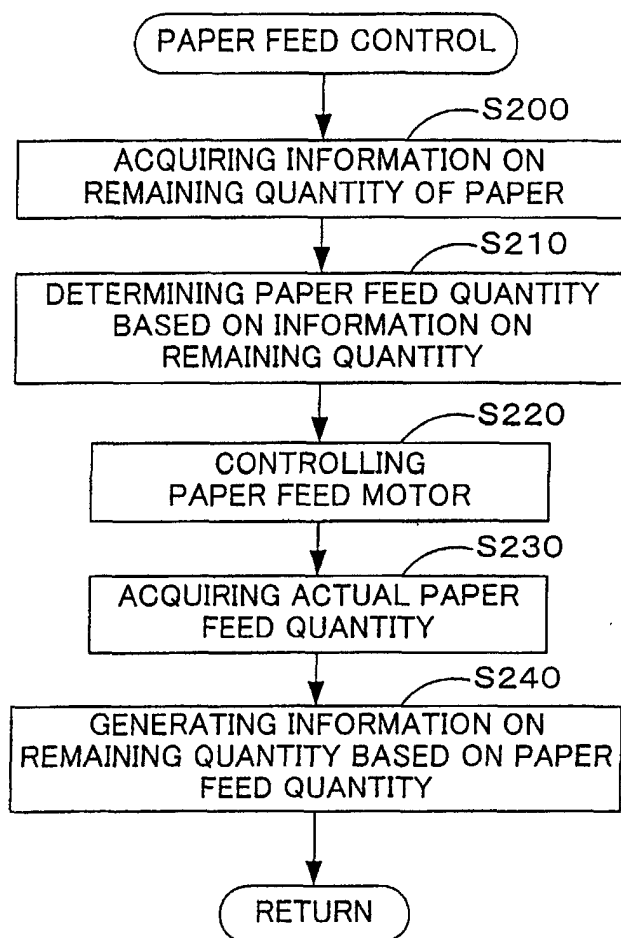 PAPER FEED CONTROL
S200
ACQUIRING INFORMATION ON
REMAINING QUANTITY OF PAPER
S210
DETERMINING PAPER FEED QUANTITY
BASED ON INFORMATION ON
REMAINING QUANTITY
S220
CONTROLLING
PAPER FEED MOTOR
S230
ACQUIRING ACTUAL PAPER
FEED QUANTITY
S240
GENERATING INFORMATION ON
REMAINING QUANTITY BASED ON PAPER
FEED QUANTITY
RETURN